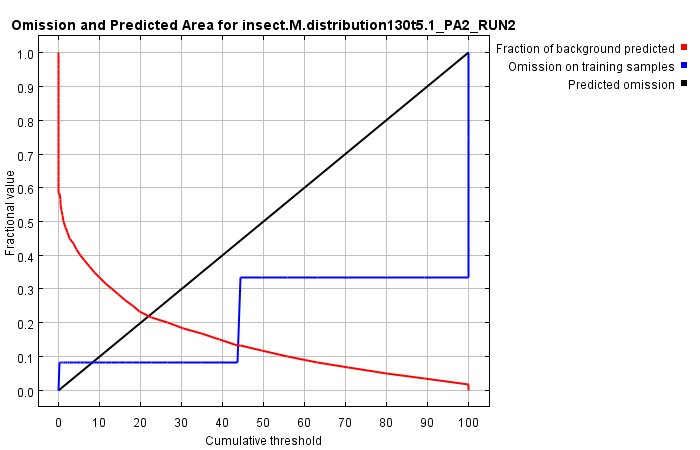 Omission and Predicted Area for insect.M.distribution130t5.1_PA2_RUN2
Fraction of background predicted
Omission on training samples
Predicted omission
1.0
0.9
0.8
0.7
0.6
0.5
0.4
0.3
0.2
0.1
0.0
Fractional value
0 10 20 30 40 50 60 70 80 90 100
Cumulative threshold